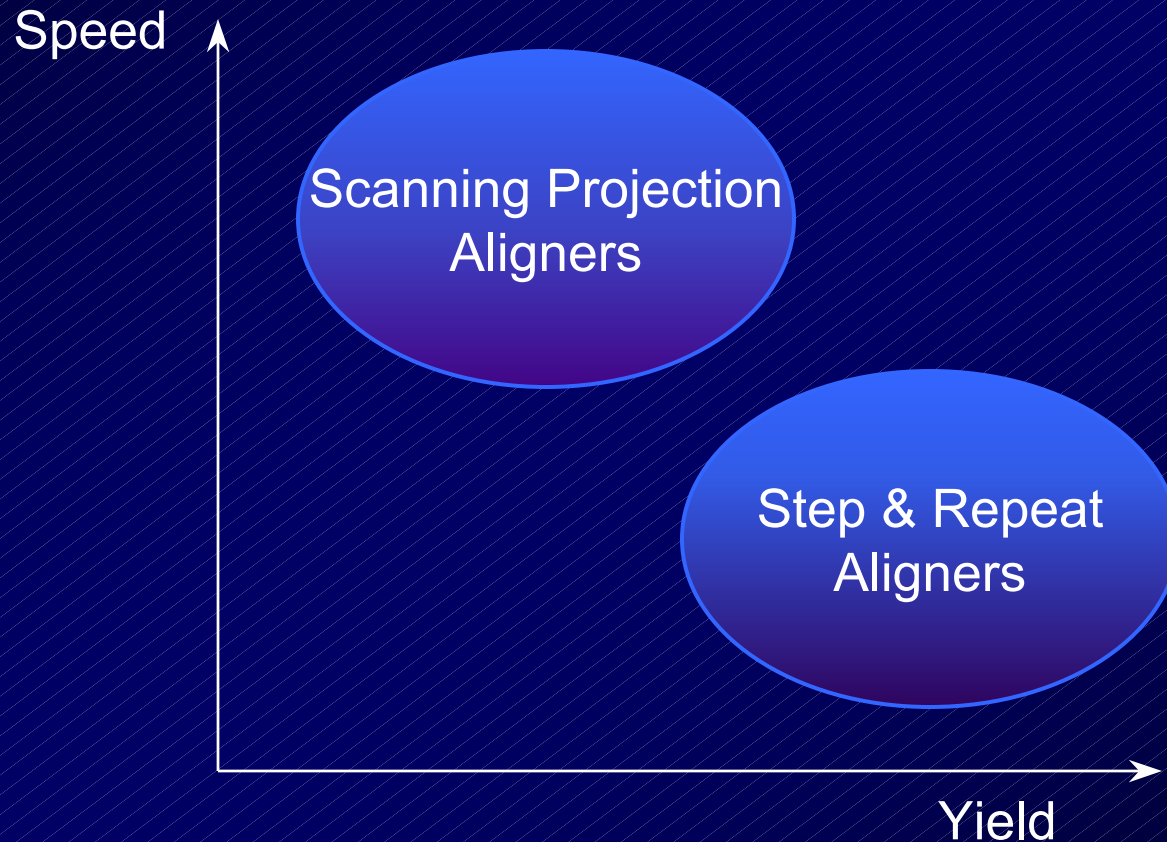 Speed
Scanning Projection
Aligners
Step & Repeat
Aligners
Yield